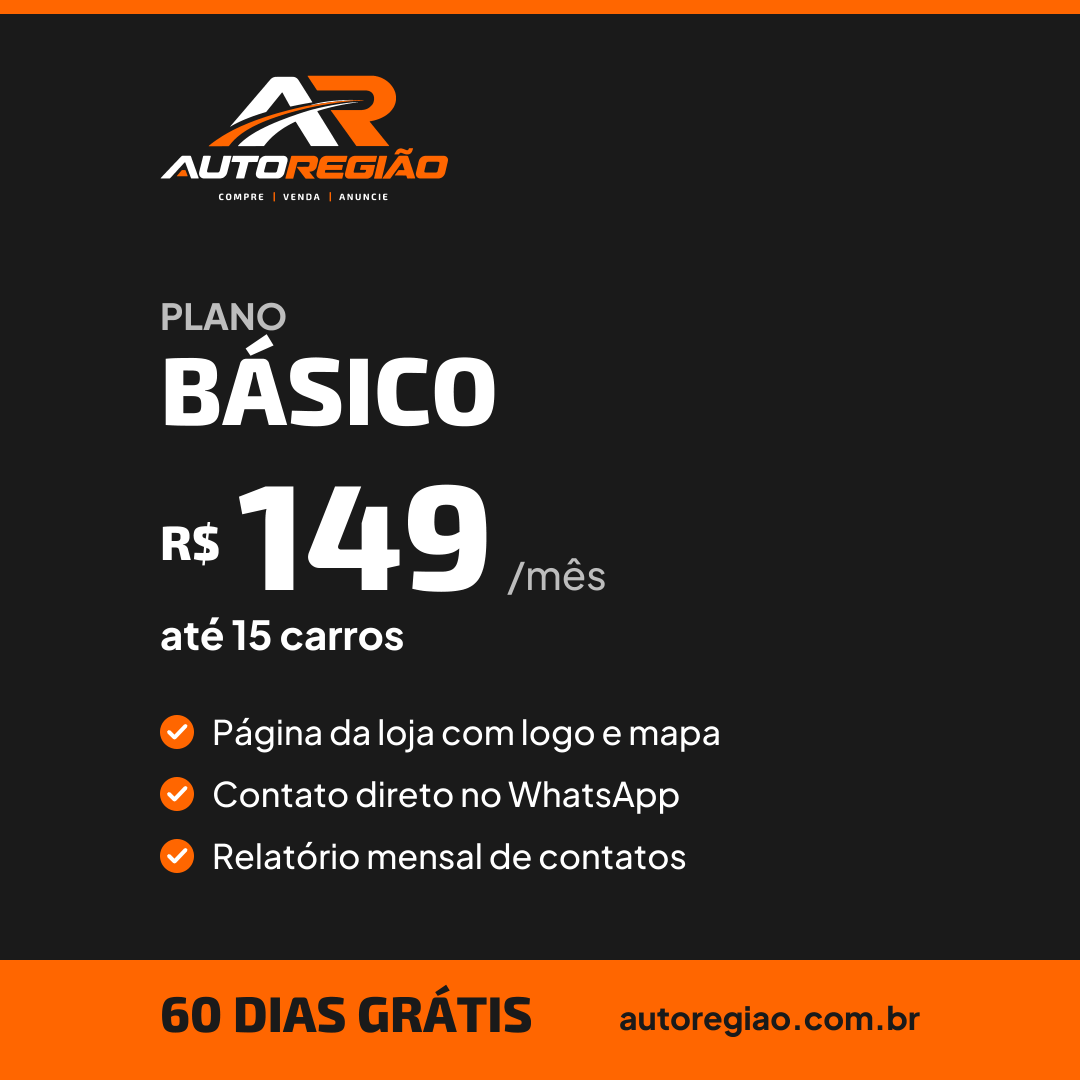 AR
AUTOREGIÃO
COMPRE | VENDA | ANUNCIE
PLANO
BÁSICO
R$ 149 /mês
até 15 carros
Página da loja com logo e mapa
Contato direto no WhatsApp
Relatório mensal de contatos
60 DIAS GRÁTIS autoregiao.com.br